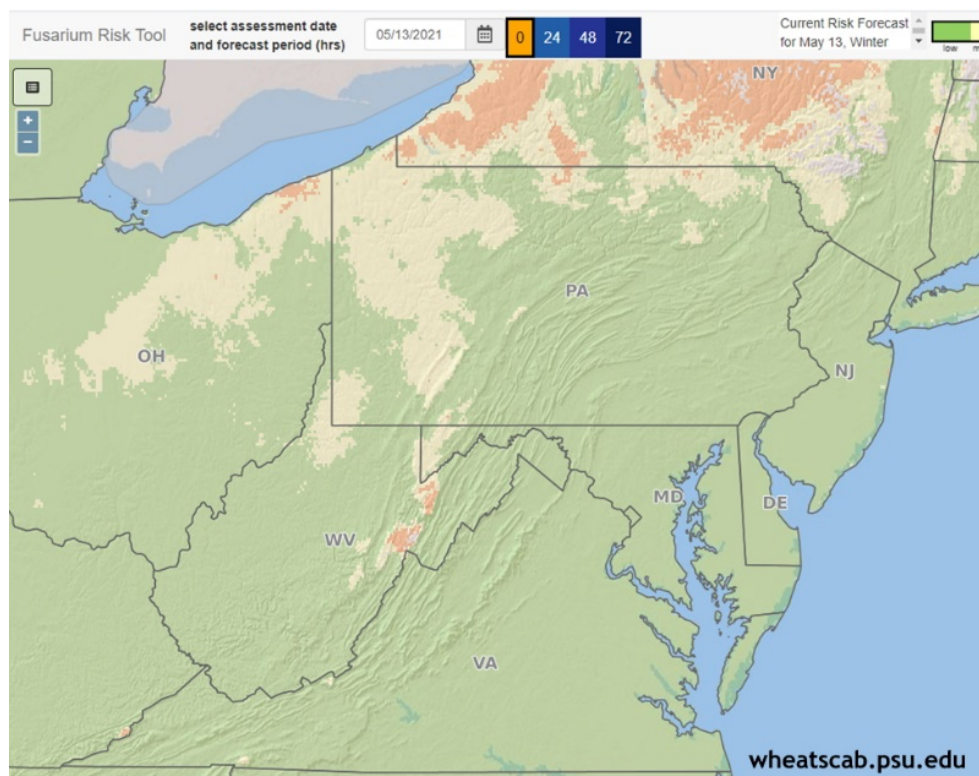 Fusarium Risk Tool
select assessment date
and forecast period (hrs)
05/13/2021
0
24
48
72
Current Risk Forecast
for May 13, Winter
low
NY
PA
OH
NJ
MD
DE
WV
VA
wheatscab.psu.edu